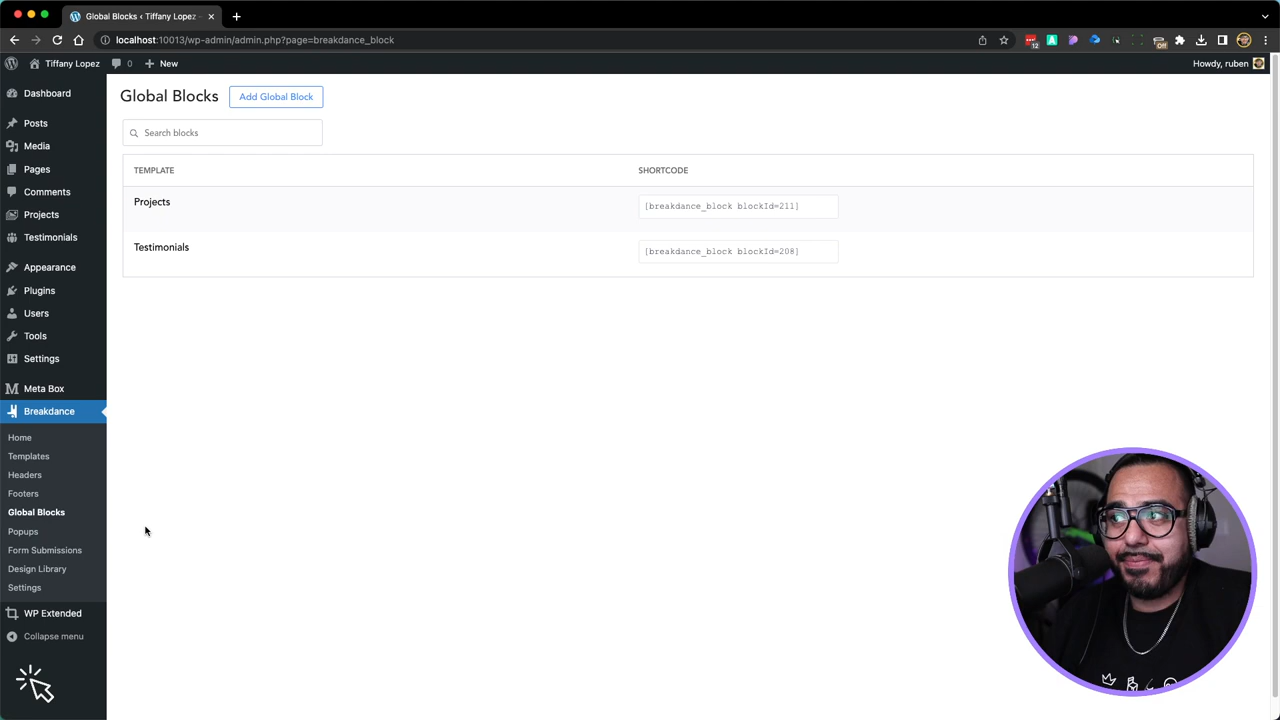 Global Blocks ‹ Tiffany Lopez -
localhost:10013/wp-admin/admin.php?page=breakdance_block
12
Off
Tiffany Lopez
0
New
Howdy, ruben
Dashboard
Posts
Media
Pages
Comments
Projects
Testimonials
Appearance
Plugins
Users
Tools
Settings
Meta Box
Breakdance
Home
Templates
Headers
Footers
Global Blocks
Popups
Form Submissions
Design Library
Settings
WP Extended
Collapse menu
Global Blocks
Add Global Block
Search blocks
TEMPLATE
SHORTCODE
Projects
[breakdance_block blockId=211]
Testimonials
[breakdance_block blockId=208]